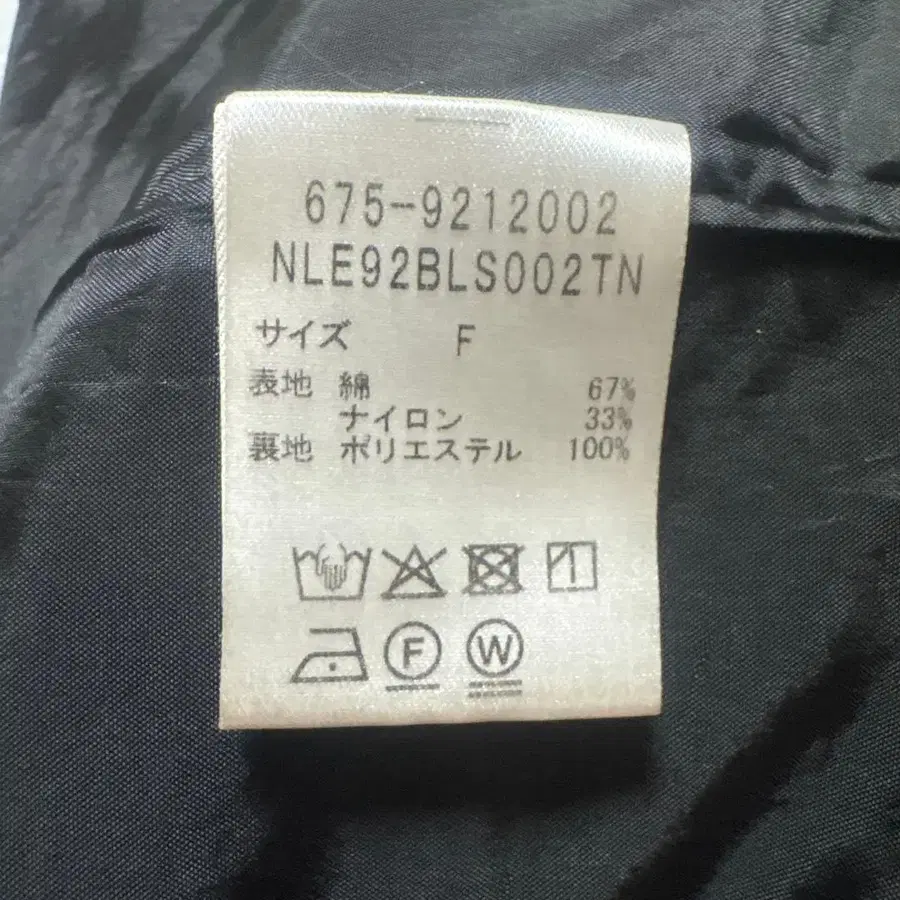 675-9212002
NLE92BLS002TN
サイズ F
表地 綿 67%
ナイロン 33%
裏地 ポリエステル 100%
F W